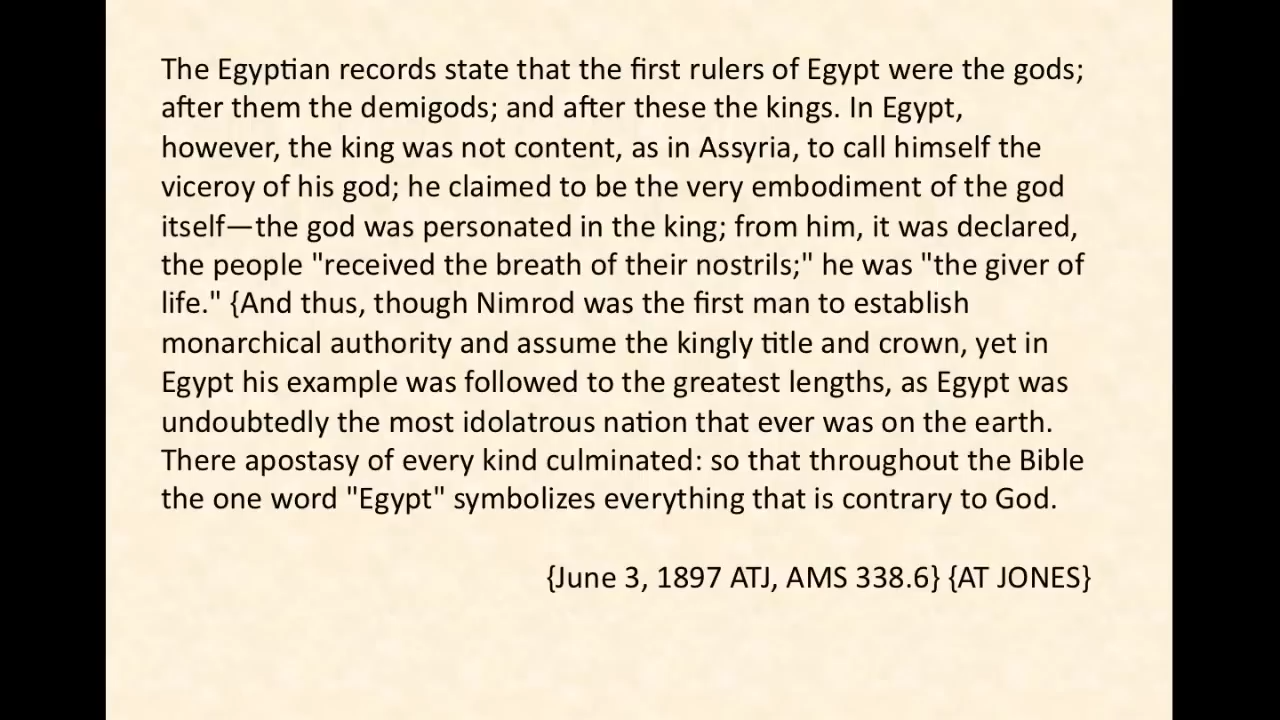 The Egyptian records state that the first rulers of Egypt were the gods;
after them the demigods; and after these the kings. In Egypt,
however, the king was not content, as in Assyria, to call himself the
viceroy of his god; he claimed to be the very embodiment of the god
itself—the god was personated in the king; from him, it was declared,
the people "received the breath of their nostrils;" he was "the giver of
life." {And thus, though Nimrod was the first man to establish
monarchical authority and assume the kingly title and crown, yet in
Egypt his example was followed to the greatest lengths, as Egypt was
undoubtedly the most idolatrous nation that ever was on the earth.
There apostasy of every kind culminated: so that throughout the Bible
the one word "Egypt" symbolizes everything that is contrary to God.
{June 3, 1897 ATJ, AMS 338.6} {AT JONES}